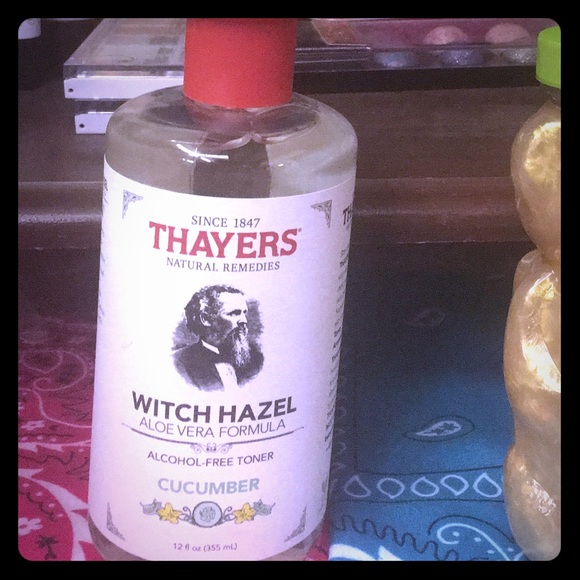 SINCE 1847
THAYERS®
NATURAL REMEDIES
WITCH HAZEL
ALOE VERA FORMULA
ALCOHOL-FREE TONER
CUCUMBER
12 fl oz (355 mL)